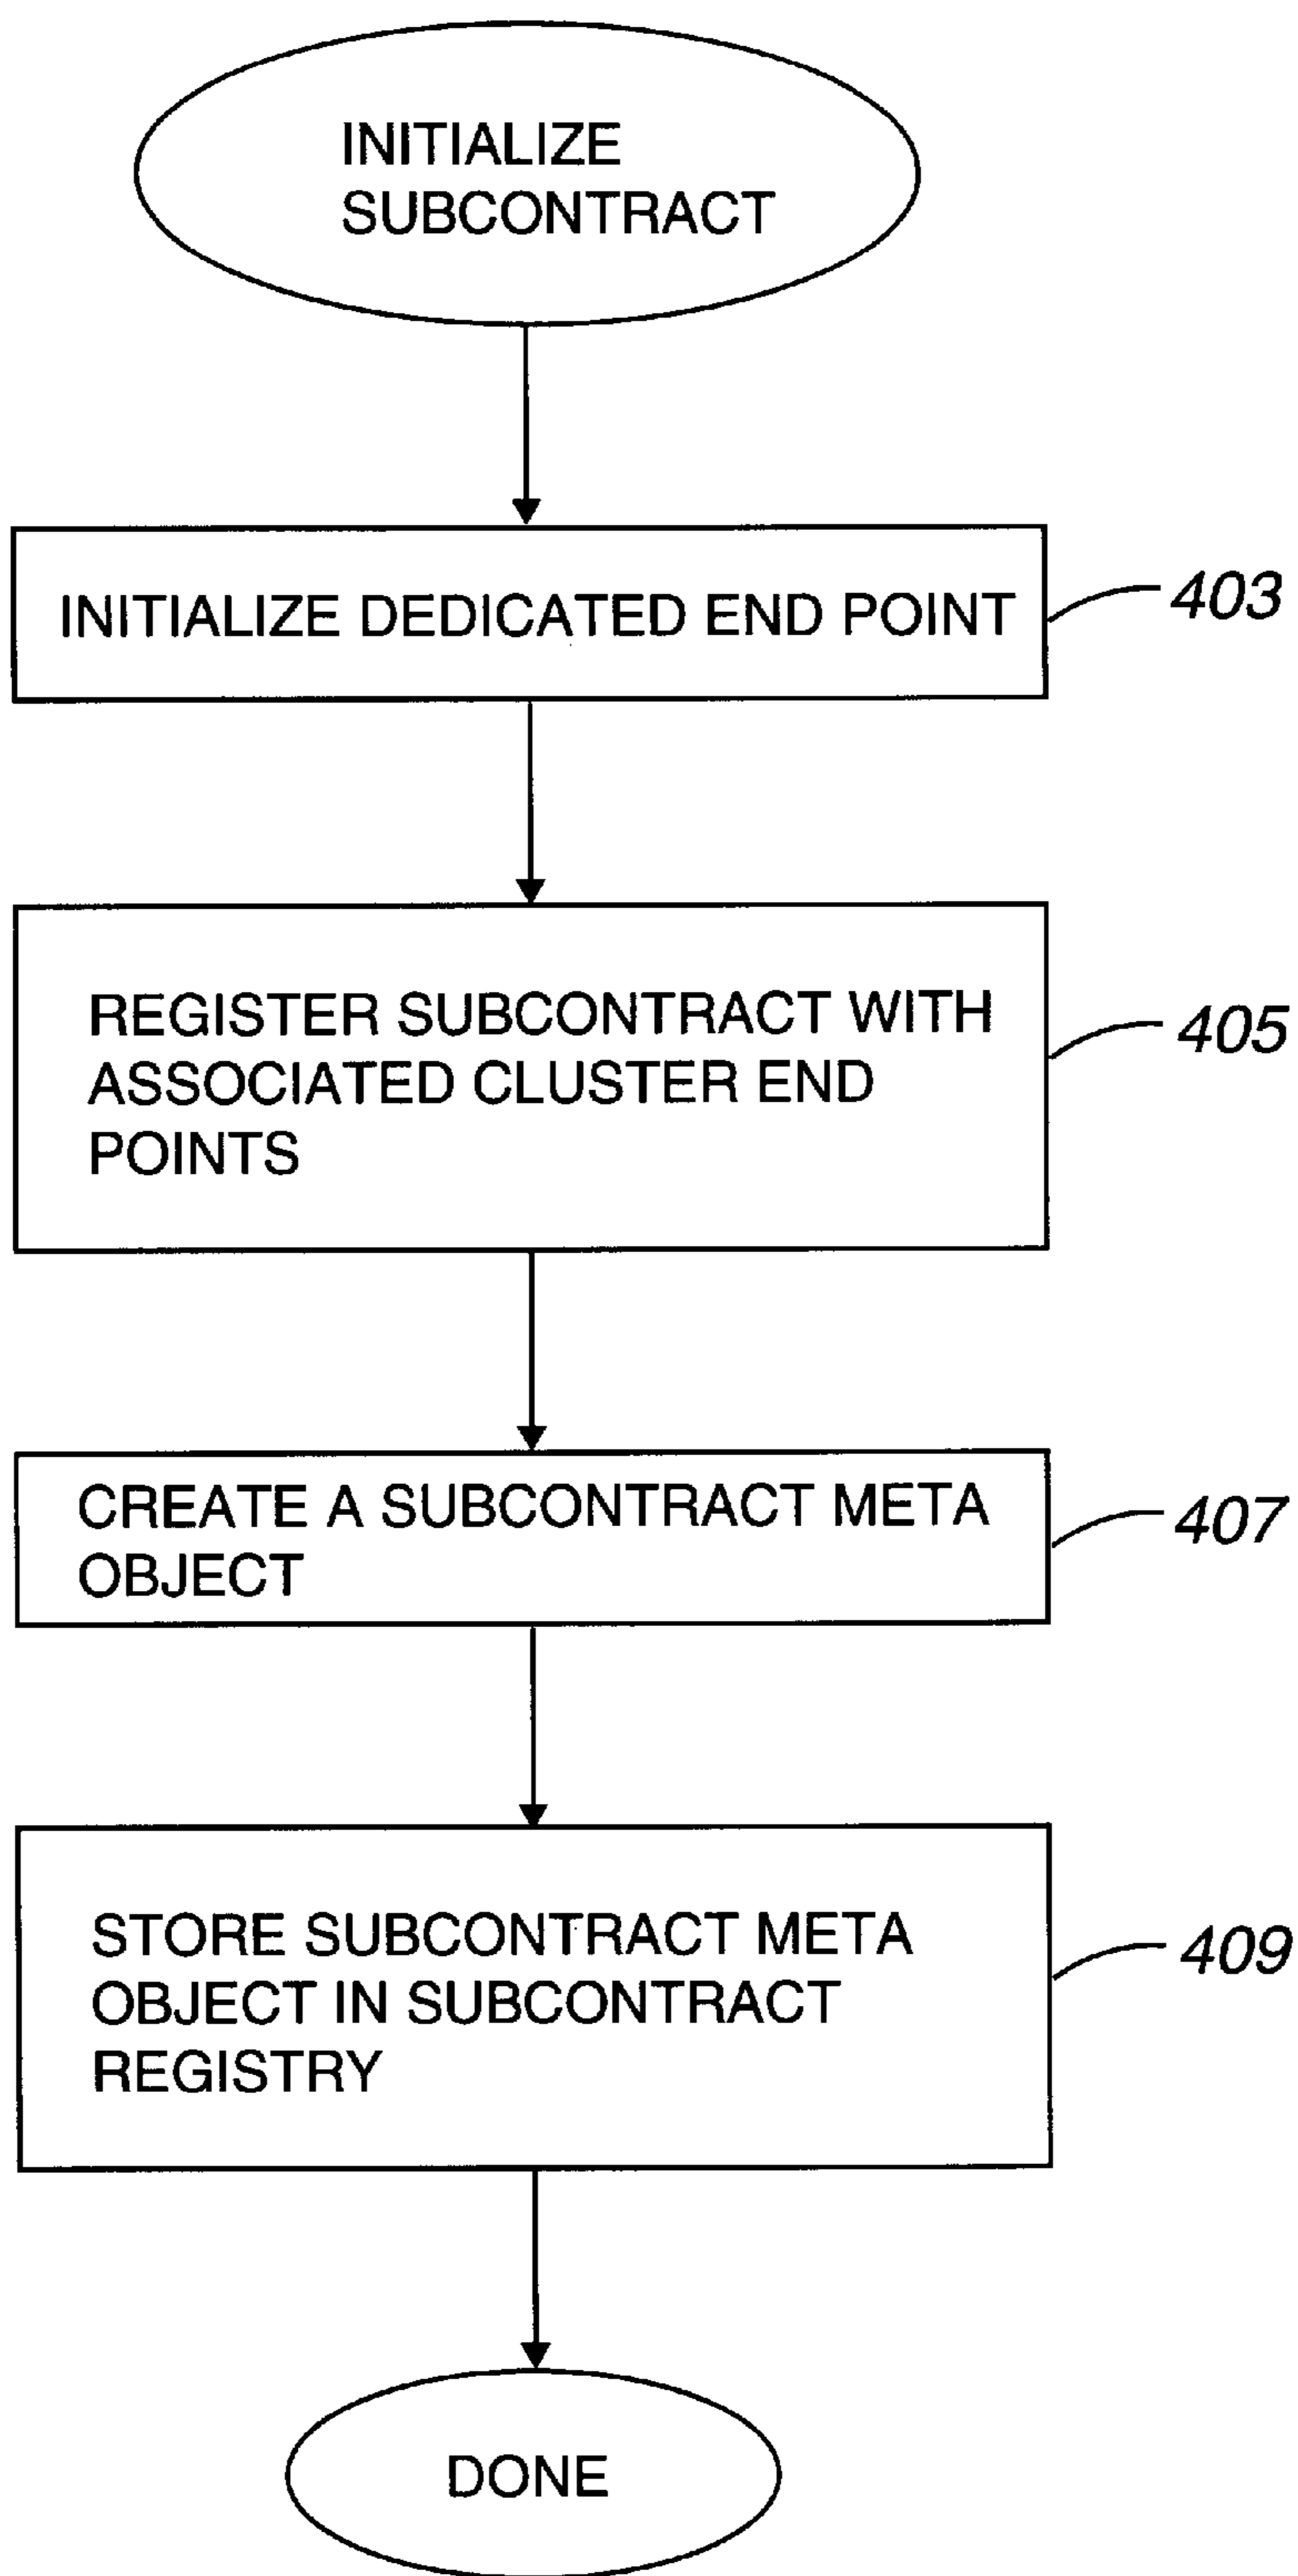 INITIALIZE
SUBCONTRACT
INITIALIZE DEDICATED END POINT
403
REGISTER SUBCONTRACT WITH
ASSOCIATED CLUSTER END
POINTS
405
CREATE A SUBCONTRACT META
OBJECT
407
STORE SUBCONTRACT META
OBJECT IN SUBCONTRACT
REGISTRY
409
DONE